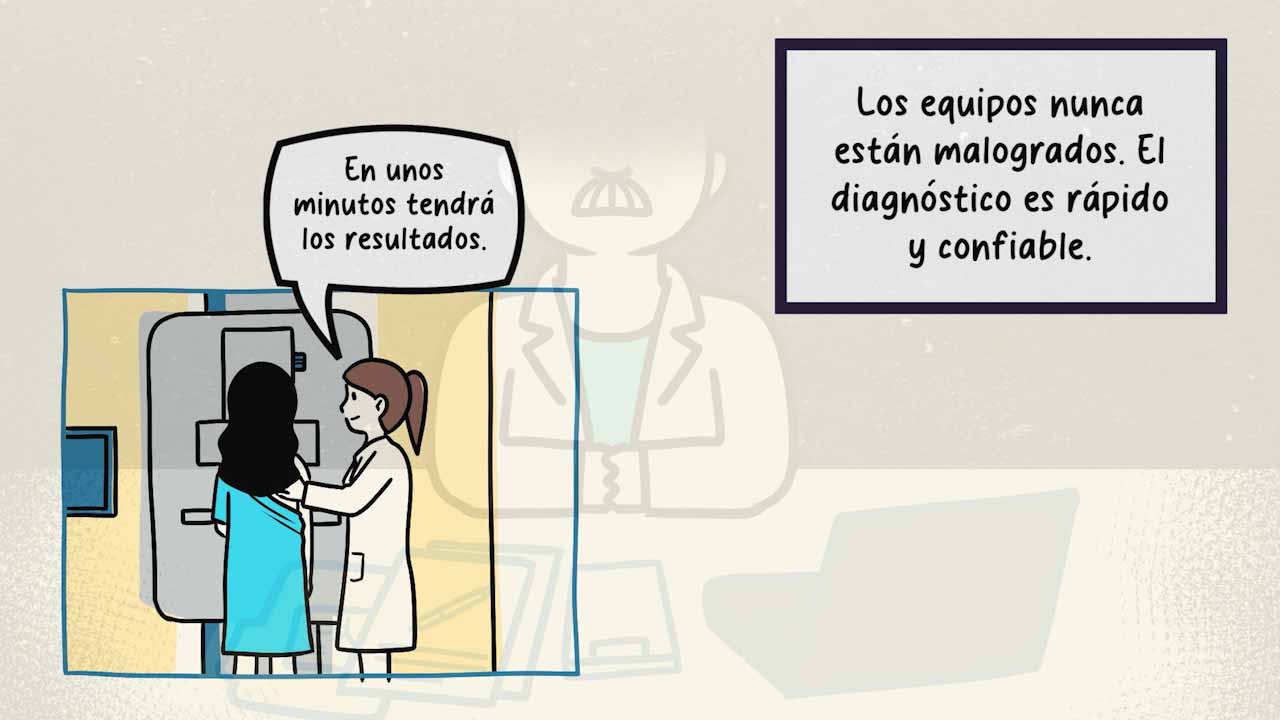 En unos
minutos tendrá
los resultados.
Los equipos nunca
están malogrados. El
diagnóstico es rápido
y confiable.